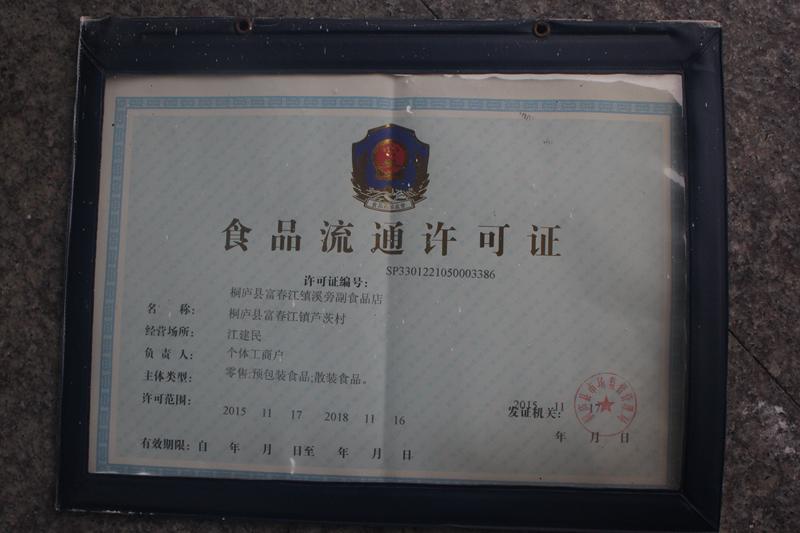 食品流通许可证
许可证编号: SP3301221050003386
名 称: 桐庐县富春江镇溪旁副食品店
经营场所: 桐庐县富春江镇芦茨村
负 责 人: 江建民
主体类型: 个体工商户
许可范围: 零售:预包装食品;散装食品。
有效期限: 自 2015 年 11 月 17 日至 2018 年 11 月 16 日
发证机关:
2015 年 11 月 17 日